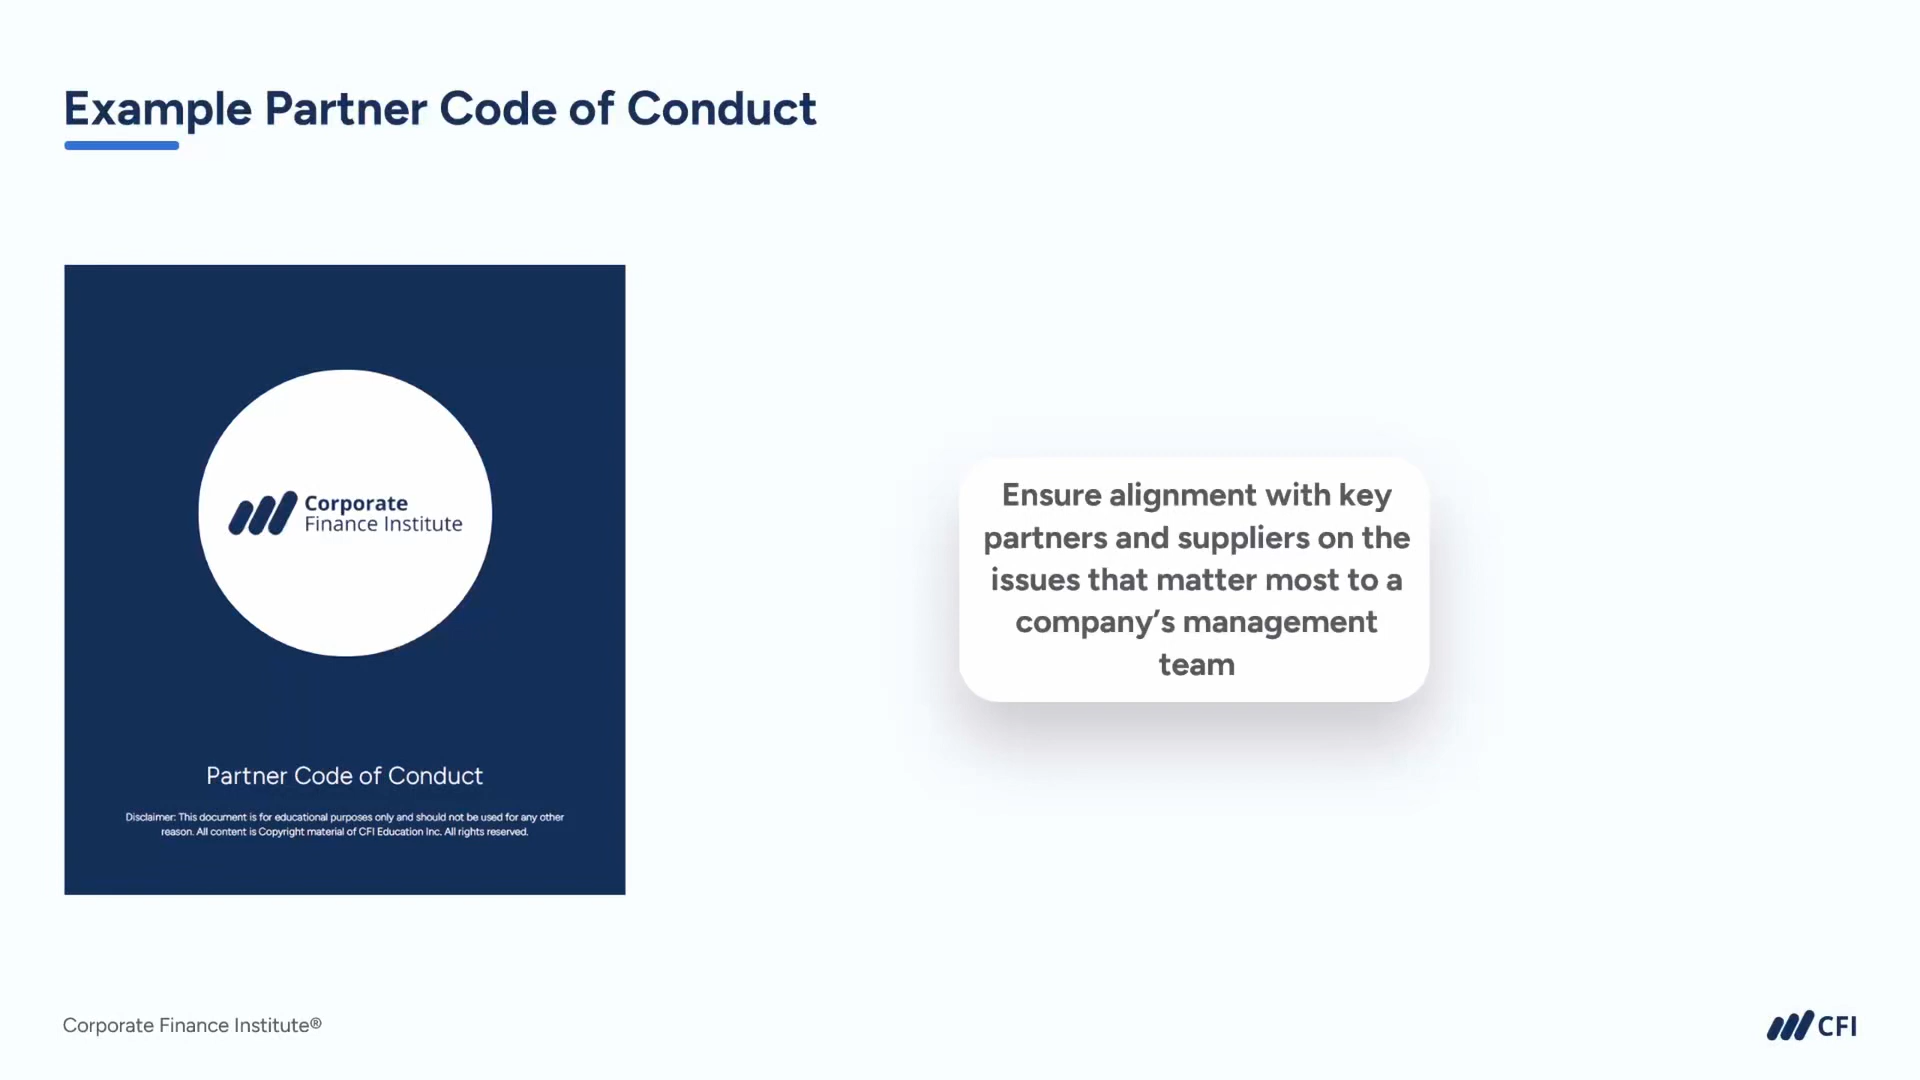 Example Partner Code of Conduct
Corporate
Finance Institute
Partner Code of Conduct
Disclaimer: This document is for educational purposes only and should not be used for any other
reason. All content is Copyright material of CFI Education Inc. All rights reserved.
Ensure alignment with key
partners and suppliers on the
issues that matter most to a
company’s management
team
Corporate Finance Institute®
CFI